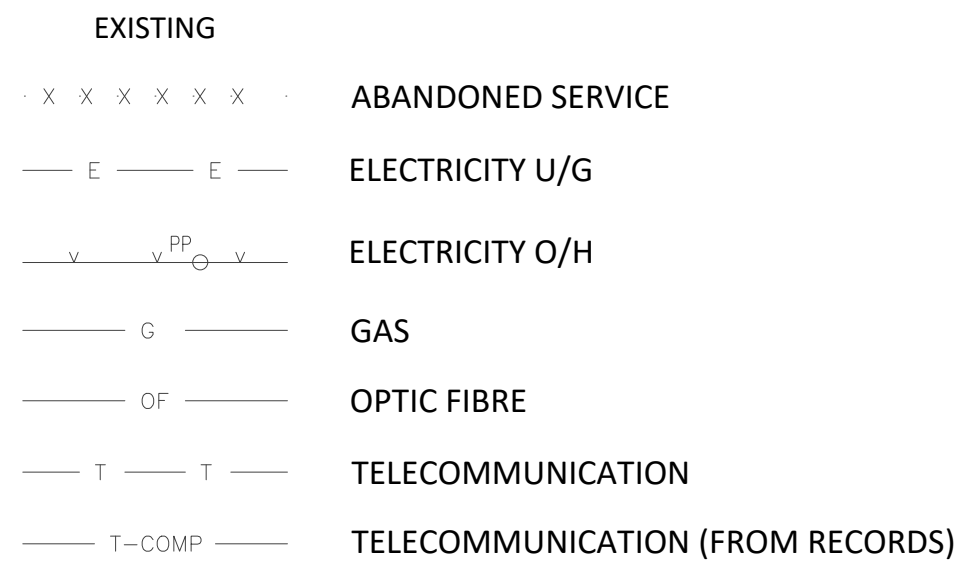 EXISTING
X X X X X X ABANDONED SERVICE
E E ELECTRICITY U/G
V V PP V ELECTRICITY O/H
G GAS
OF OPTIC FIBRE
T T TELECOMMUNICATION
T-COMP TELECOMMUNICATION (FROM RECORDS)